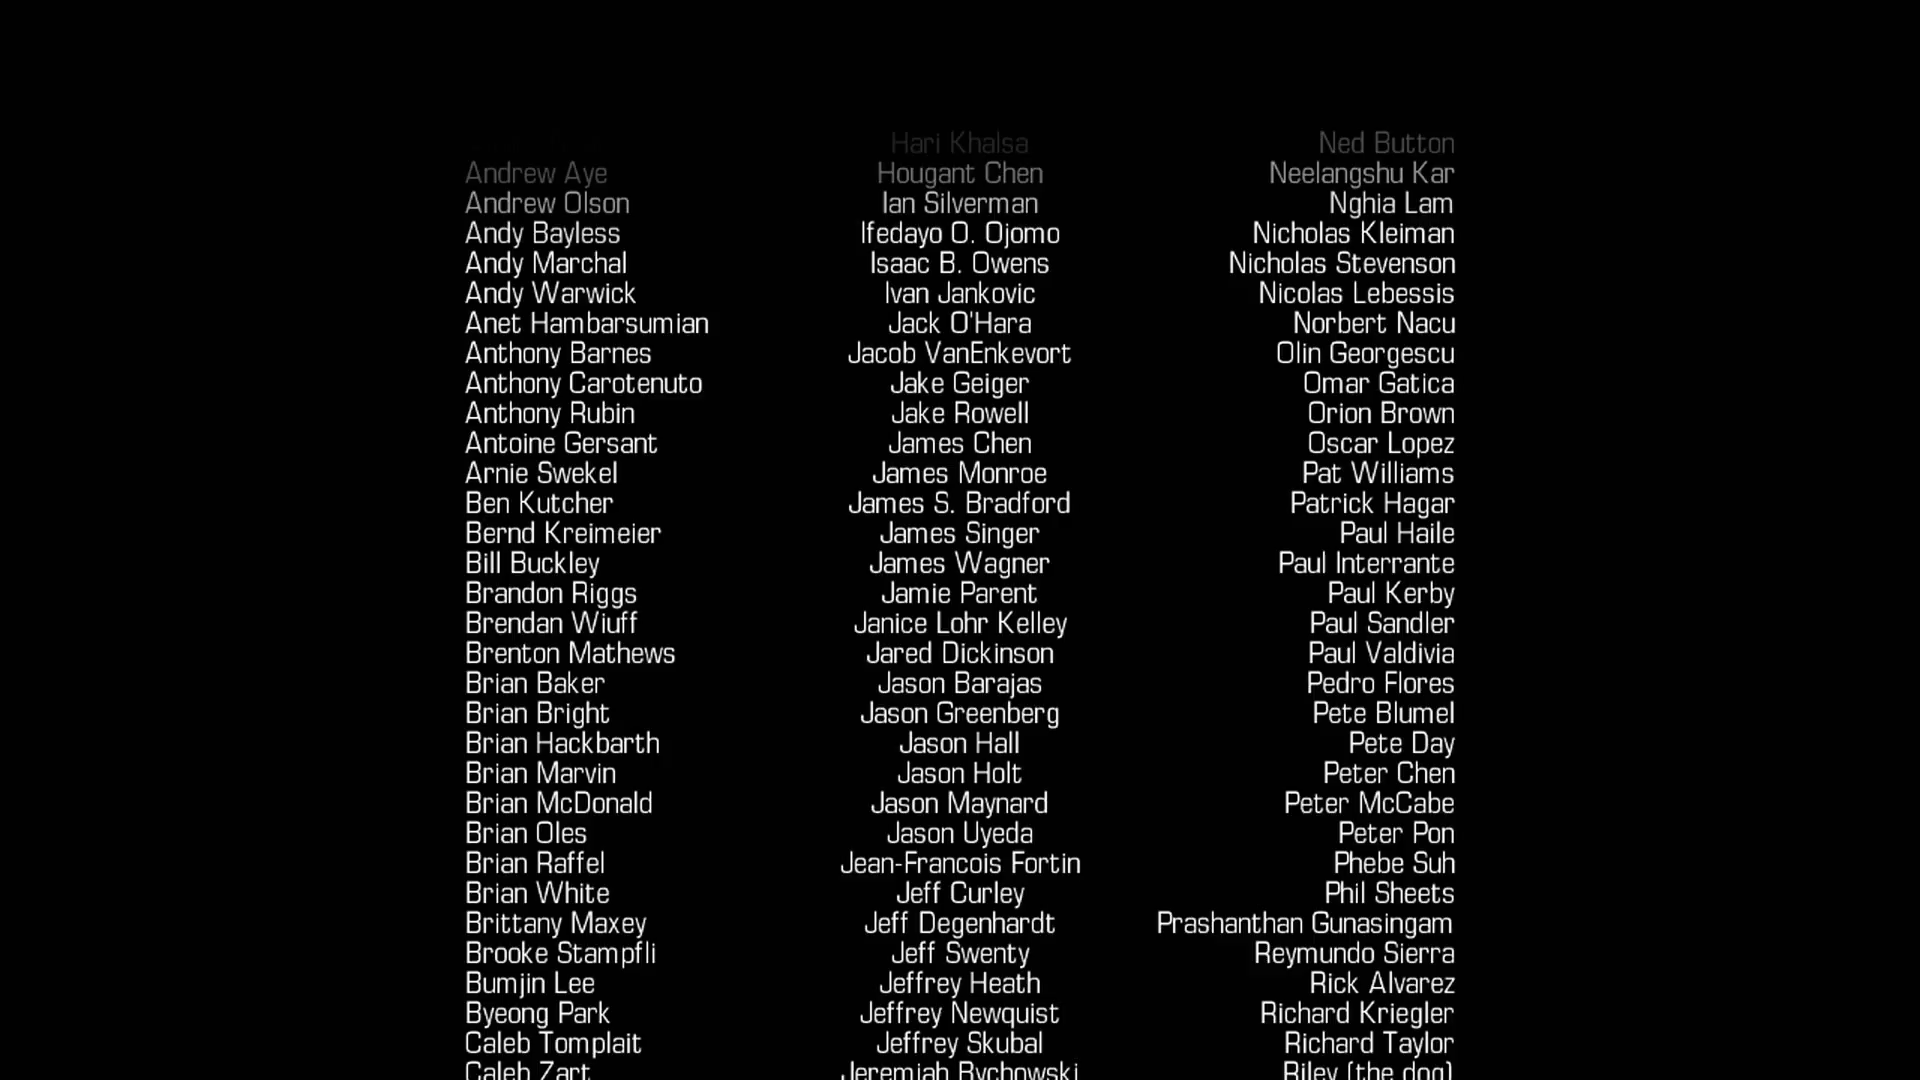 Hari Khalsa Ned Button
Andrew Aye Hougant Chen Neelangshu Kar
Andrew Olson Ian Silverman Nghia Lam
Andy Bayless Ifedayo O. Ojomo Nicholas Kleiman
Andy Marchal Isaac B. Owens Nicholas Stevenson
Andy Warwick Ivan Jankovic Nicolas Lebessis
Anet Hambarsumian Jack O'Hara Norbert Nacu
Anthony Barnes Jacob VanEnkevort Olin Georgescu
Anthony Carotenuto Jake Geiger Omar Gatica
Anthony Rubin Jake Rowell Orion Brown
Antoine Gersant James Chen Oscar Lopez
Arnie Swekel James Monroe Pat Williams
Ben Kutcher James S. Bradford Patrick Hagar
Bernd Kreimeier James Singer Paul Haile
Bill Buckley James Wagner Paul Interrante
Brandon Riggs Jamie Parent Paul Kerby
Brendan Wiuff Janice Lohr Kelley Paul Sandler
Brenton Mathews Jared Dickinson Paul Valdivia
Brian Baker Jason Barajas Pedro Flores
Brian Bright Jason Greenberg Pete Blumel
Brian Hackbarth Jason Hall Pete Day
Brian Marvin Jason Holt Peter Chen
Brian McDonald Jason Maynard Peter McCabe
Brian Oles Jason Uyeda Peter Pon
Brian Raffel Jean-Francois Fortin Phebe Suh
Brian White Jeff Curley Phil Sheets
Brittany Maxey Jeff Degenhardt Prashanthan Gunasingam
Brooke Stampfli Jeff Swenty Reymundo Sierra
Bumjin Lee Jeffrey Heath Rick Alvarez
Byeong Park Jeffrey Newquist Richard Kriegler
Caleb Tomplait Jeffrey Skubal Richard Taylor
Caleb Zart Jeremiah Rychowski Riley (the dog)